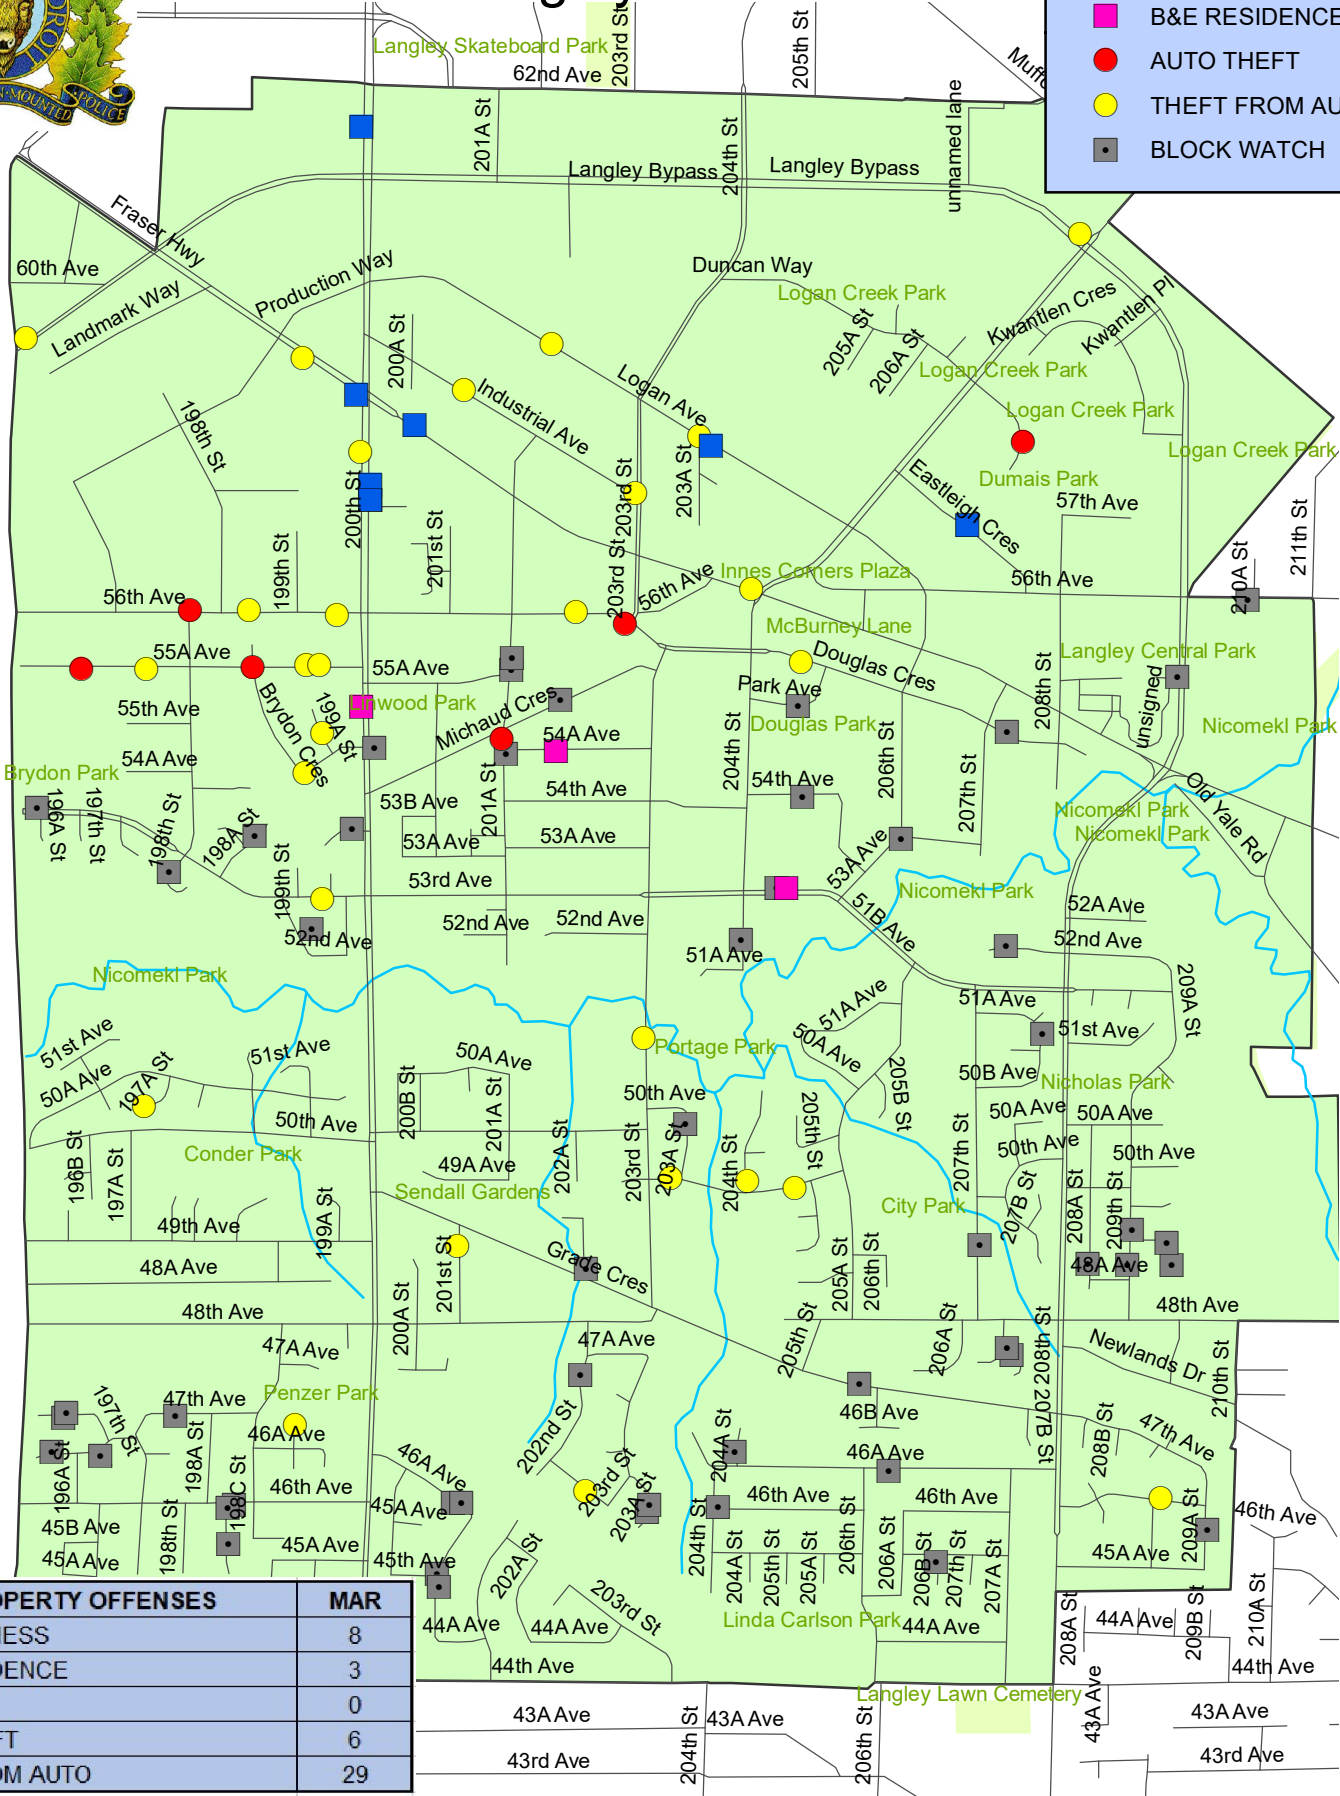 Langley Skateboard Park
62nd Ave
203rd St
205th St
B&E RESIDENCE
AUTO THEFT
THEFT FROM AU
BLOCK WATCH
MOUNTED
POLICE
201A St
204th St
unnamed lane
Langley Bypass
Langley Bypass
Fraser Hwy
60th Ave
Landmark Way
Production Way
Duncan Way
Logan Creek Park
Kwantlen Cres
Kwantlen Pl
205A St
206A St
200A St
Logan Creek Park
Logan Ave
Industrial Ave
Logan Creek Park
Logan Creek Park
198th St
203A St
203rd St
200th St
Dumais Park
Eastleigh Cres
57th Ave
211th St
199th St
201st St
203rd St
56th Ave
Innes Corners Plaza
56th Ave
210A St
56th Ave
McBurney Lane
55A Ave
55A Ave
Douglas Cres
Langley Central Park
208th St
unsigned
Linwood Park
Park Ave
Brydon Cres
199A St
55th Ave
Michaud Cres
54A Ave
Douglas Park
204th St
206th St
Nicomekl Park
Brydon Park
54A Ave
54th Ave
54th Ave
207th St
Old Yale Rd
196A St
197th St
198th St
198A St
53B Ave
201A St
53A Ave
53A Ave
53A Ave
Nicomekl Park
Nicomekl Park
199th St
53rd Ave
Nicomekl Park
51B Ave
52A Ave
52nd Ave
52nd Ave
52nd Ave
52nd Ave
51A Ave
Nicomekl Park
51A Ave
51A Ave
209A St
51st Ave
51st Ave
50A Ave
50A Ave
197A St
50A Ave
Portage Park
51st Ave
50B Ave
205B St
Nicholas Park
50th Ave
50A Ave
50A Ave
200B St
201A St
50th Ave
205th St
207th St
50th Ave
50th Ave
196B St
197A St
Conder Park
49A Ave
202A St
203rd St
203A St
204th St
Sendall Gardens
City Park
207B St
208A St
209th St
199A St
49th Ave
48A Ave
201st St
Grade Cres
205A St
206th St
48A Ave
48th Ave
48th Ave
200A St
205th St
206A St
208th St
Newlands Dr
210th St
47A Ave
47A Ave
Penzer Park
47th Ave
197th St
46A Ave
202nd St
46B Ave
207B St
208B St
47th Ave
196A St
198A St
198C St
46A Ave
204A St
46A Ave
46th Ave
45A Ave
203rd St
203A St
46th Ave
46th Ave
209A St
46th Ave
45B Ave
45A Ave
198th St
45A Ave
45th Ave
202A St
204th St
204A St
205th St
205A St
206th St
206A St
206B St
207th St
207A St
45A Ave
203rd St
Linda Carlson Park
44A Ave
44A Ave
44A Ave
44A Ave
208A St
209B St
210A St
44th Ave
44th Ave
PERTY OFFENSES MAR
ESS 8
DENCE 3
0
FT 6
M AUTO 29
Langley Lawn Cemetery
43A Ave
43A Ave
204th St
206th St
43A Ave
43A Ave
43rd Ave
43rd Ave